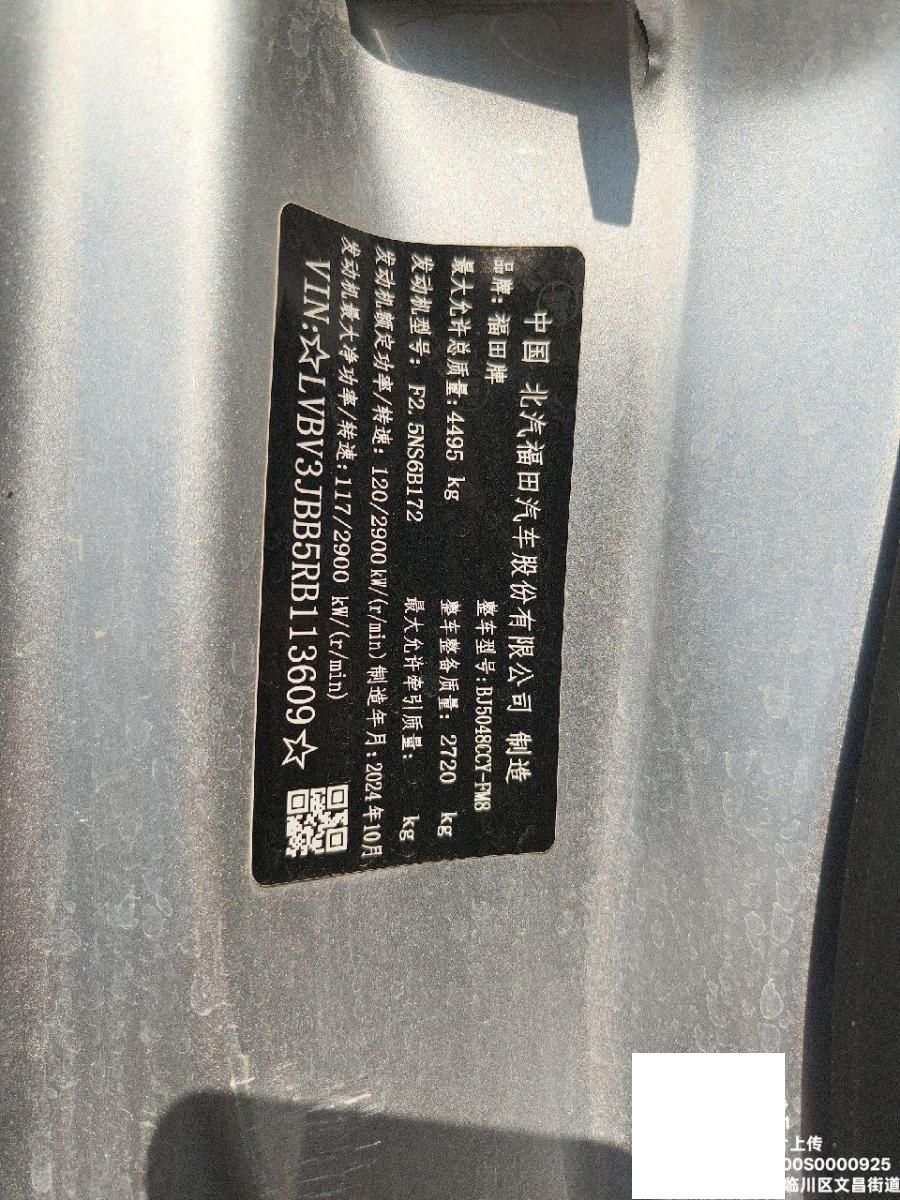 中国 北汽福田汽车股份有限公司 制造
品牌：福田牌 整车型号：BJ5048CCY-FM8
最大允许总质量：4495 kg 整车整备质量：2720 kg
发动机型号：F2.5NS6B172 最大允许牵引质量： kg
发动机额定功率/转速：120/2900kW/(r/min) 制造年月：2024年10月
发动机最大净功率/转速：117/2900 kW/(r/min)
VIN:☆LVBV3JBB5RB113609☆
上传
00S0000925
临川区文昌街道